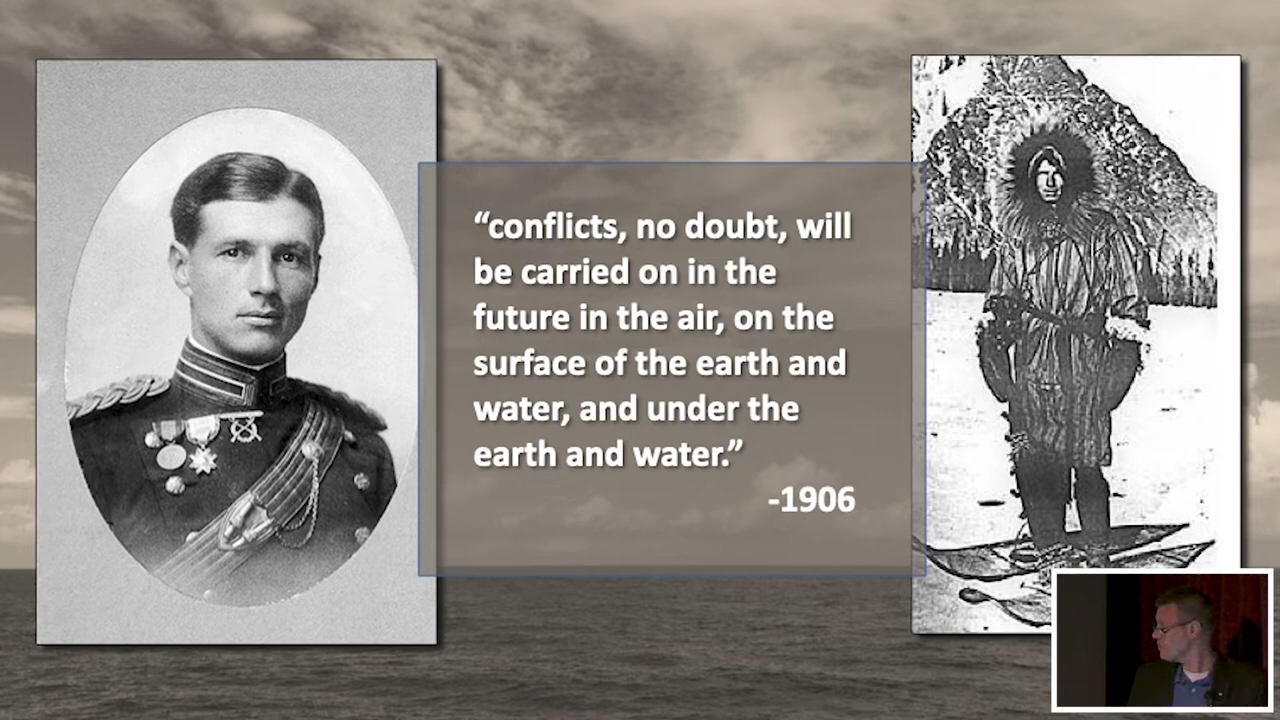 “conflicts, no doubt, will
be carried on in the
future in the air, on the
surface of the earth and
water, and under the
earth and water.”
-1906